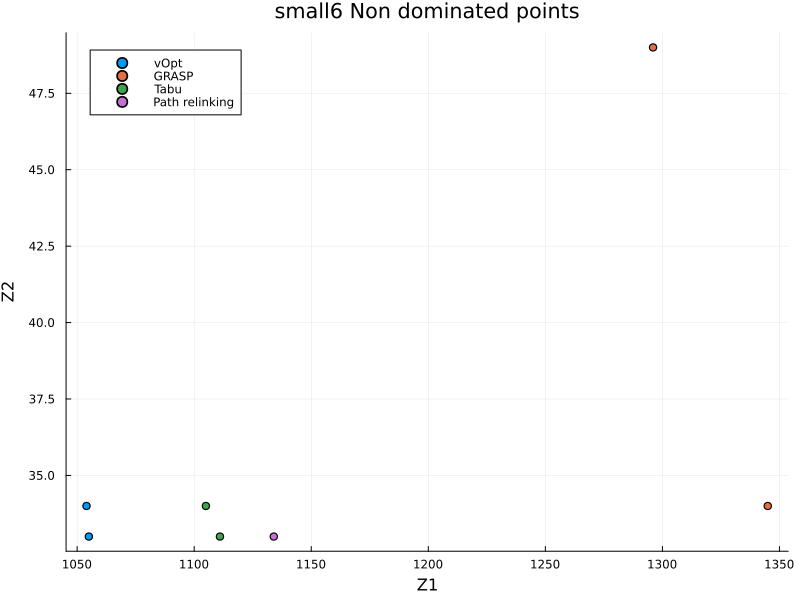 small6 Non dominated points
vOpt
GRASP
Tabu
Path relinking
Z2
47.5
45.0
42.5
40.0
37.5
35.0
1050 1100 1150 1200 1250 1300 1350
Z1